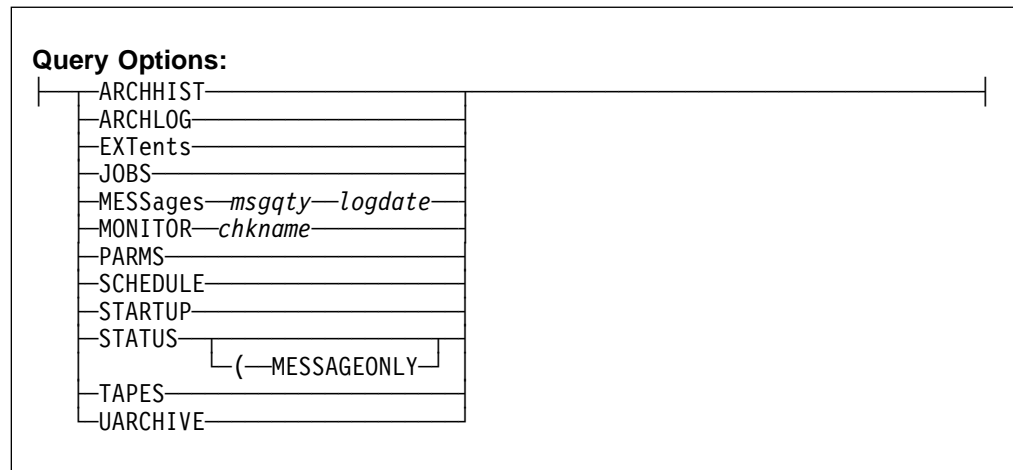 Query Options:
ARCHHIST
ARCHLOG
EXTents
JOBS
MESSages msgqty logdate
MONITOR chkname
PARMS
SCHEDULE
STARTUP
STATUS
( MESSAGEONLY
TAPES
UARCHIVE